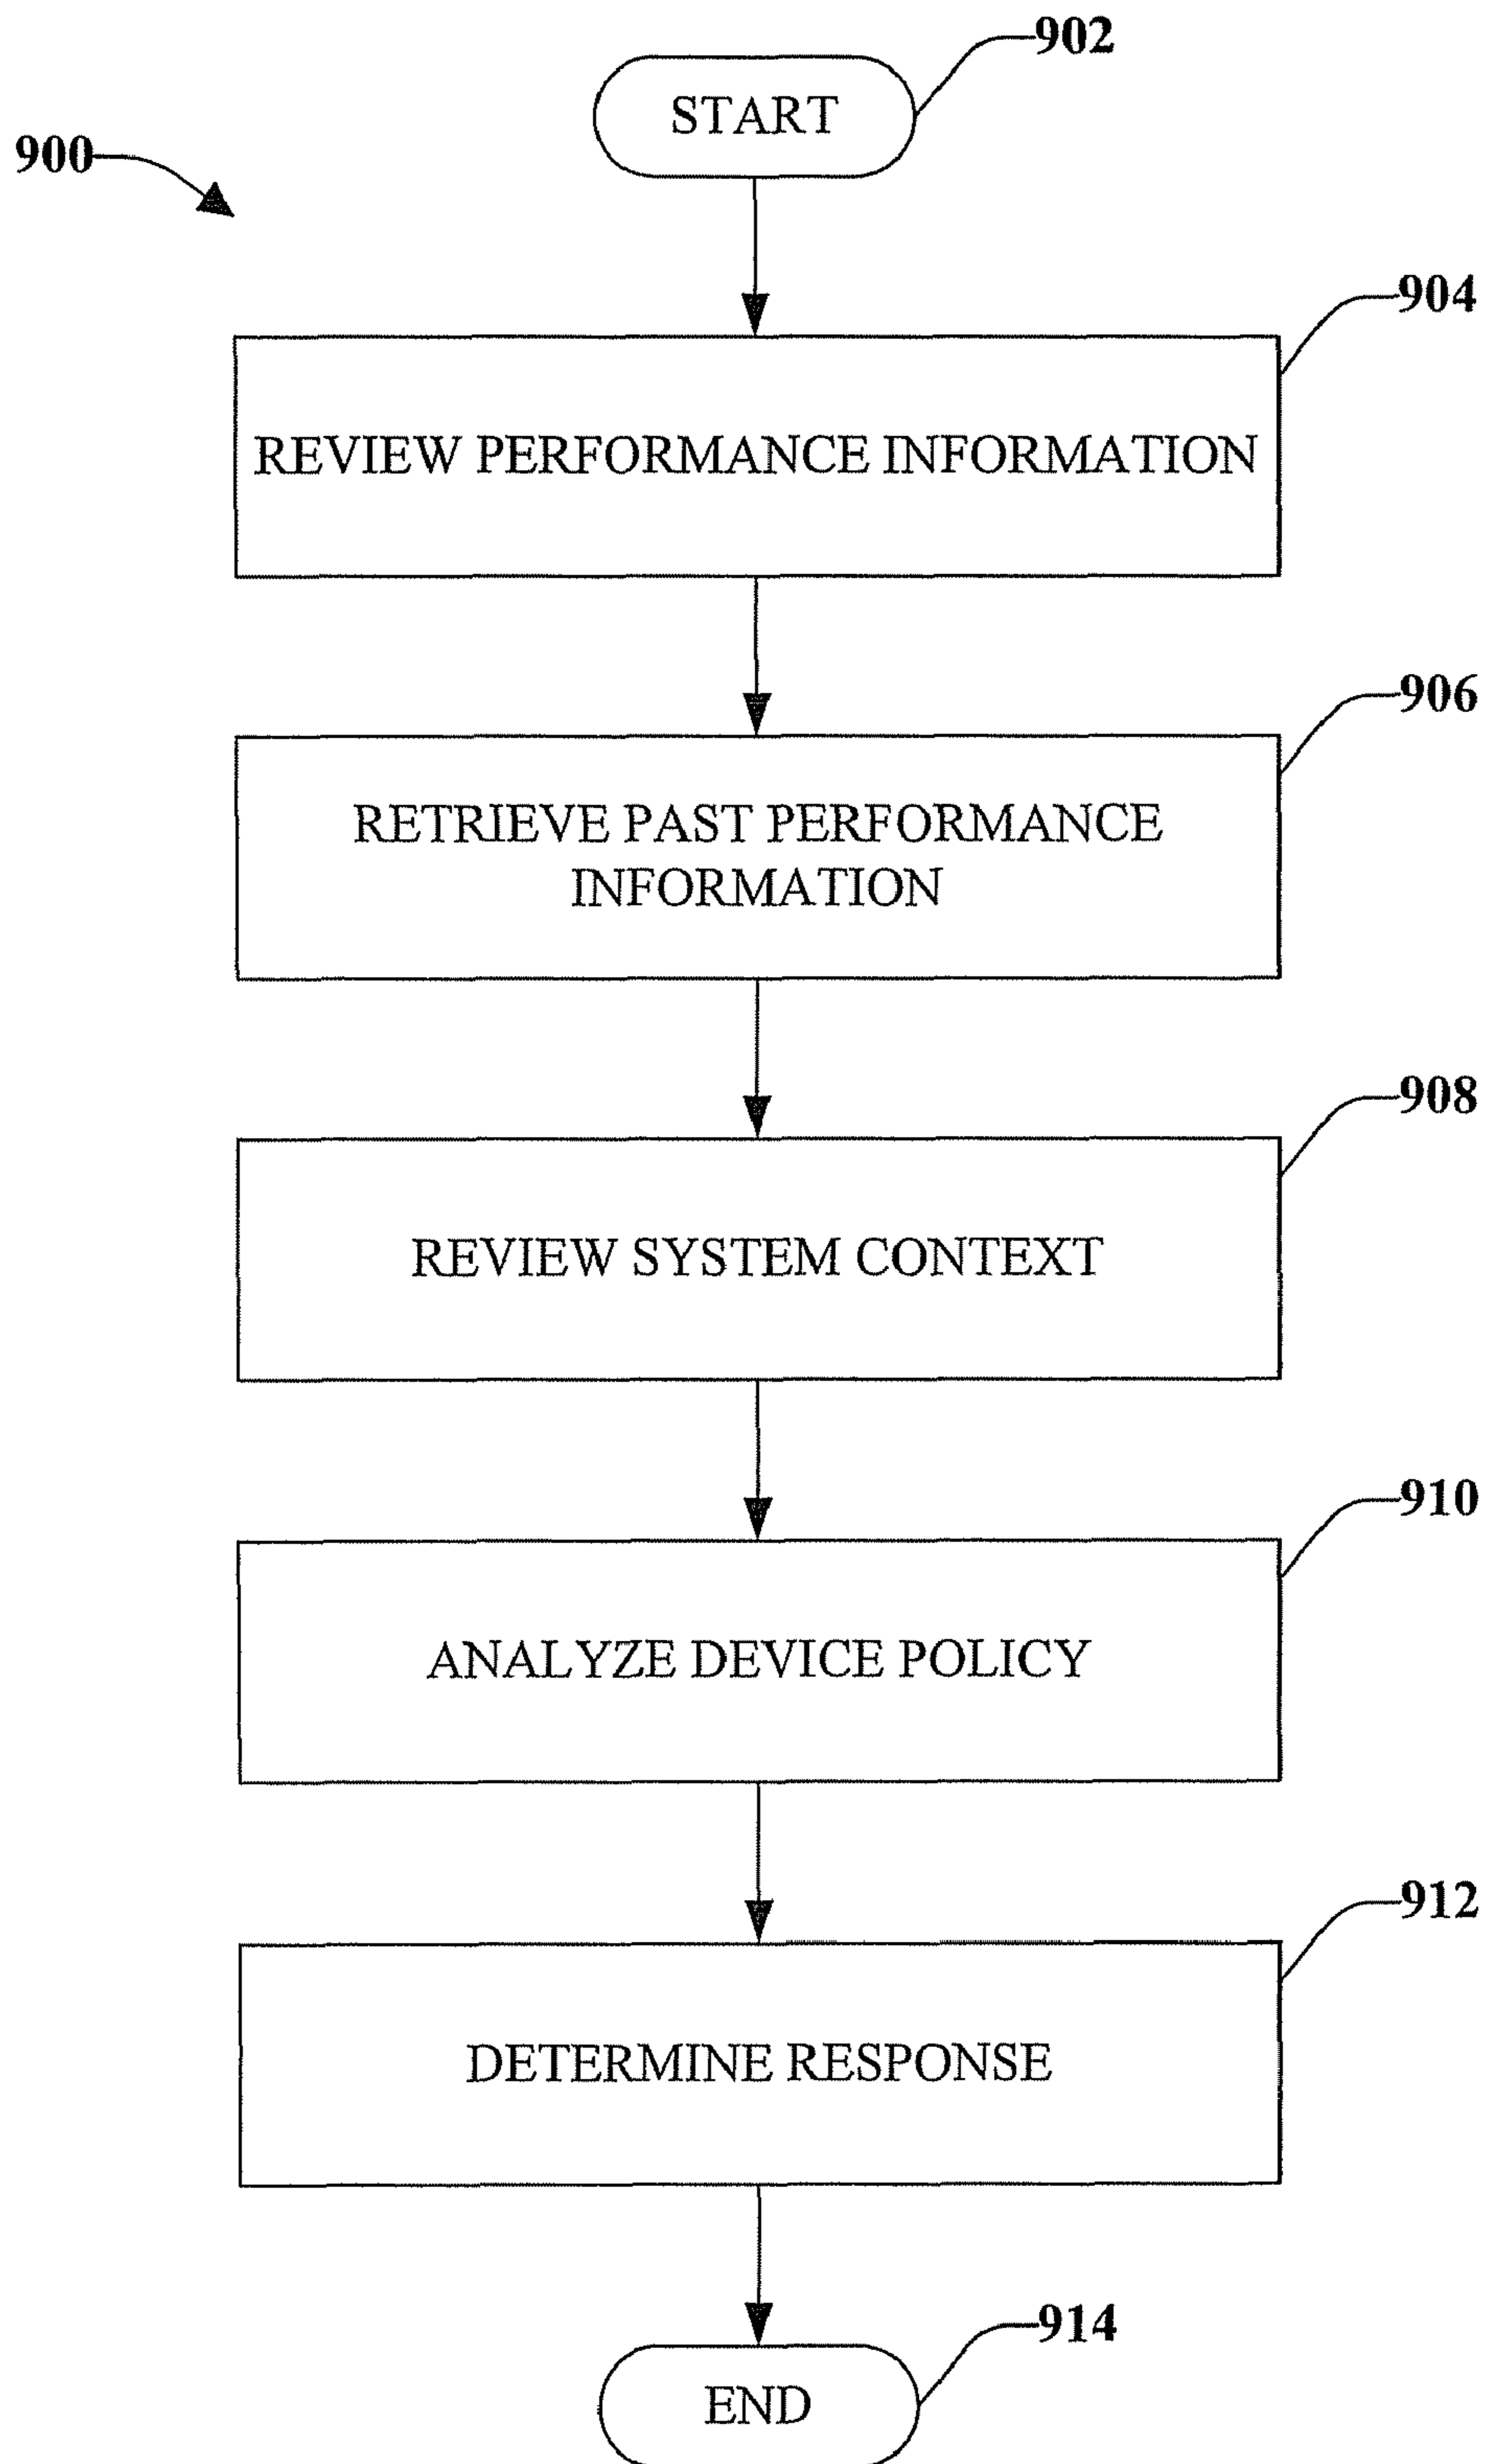 902
START
900
904
REVIEW PERFORMANCE INFORMATION
906
RETRIEVE PAST PERFORMANCE
INFORMATION
908
REVIEW SYSTEM CONTEXT
910
ANALYZE DEVICE POLICY
912
DETERMINE RESPONSE
914
END